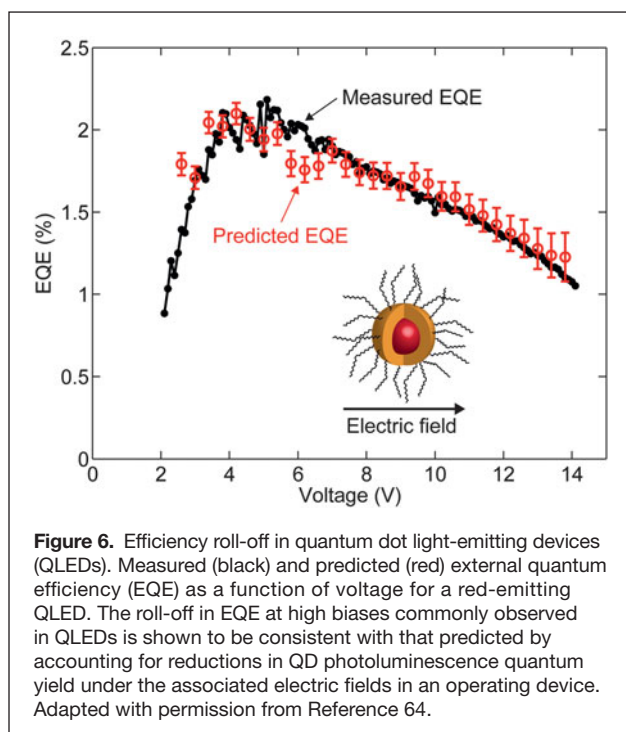 2.5
2
1.5
1
0.5
0
EQE (%)
Measured EQE
Predicted EQE
Electric field
0
2
4
6
8
10
12
14
Voltage (V)
Figure 6. Efficiency roll-off in quantum dot light-emitting devices
(QLEDs). Measured (black) and predicted (red) external quantum
efficiency (EQE) as a function of voltage for a red-emitting
QLED. The roll-off in EQE at high biases commonly observed
in QLEDs is shown to be consistent with that predicted by
accounting for reductions in QD photoluminescence quantum
yield under the associated electric fields in an operating device.
Adapted with permission from Reference 64.